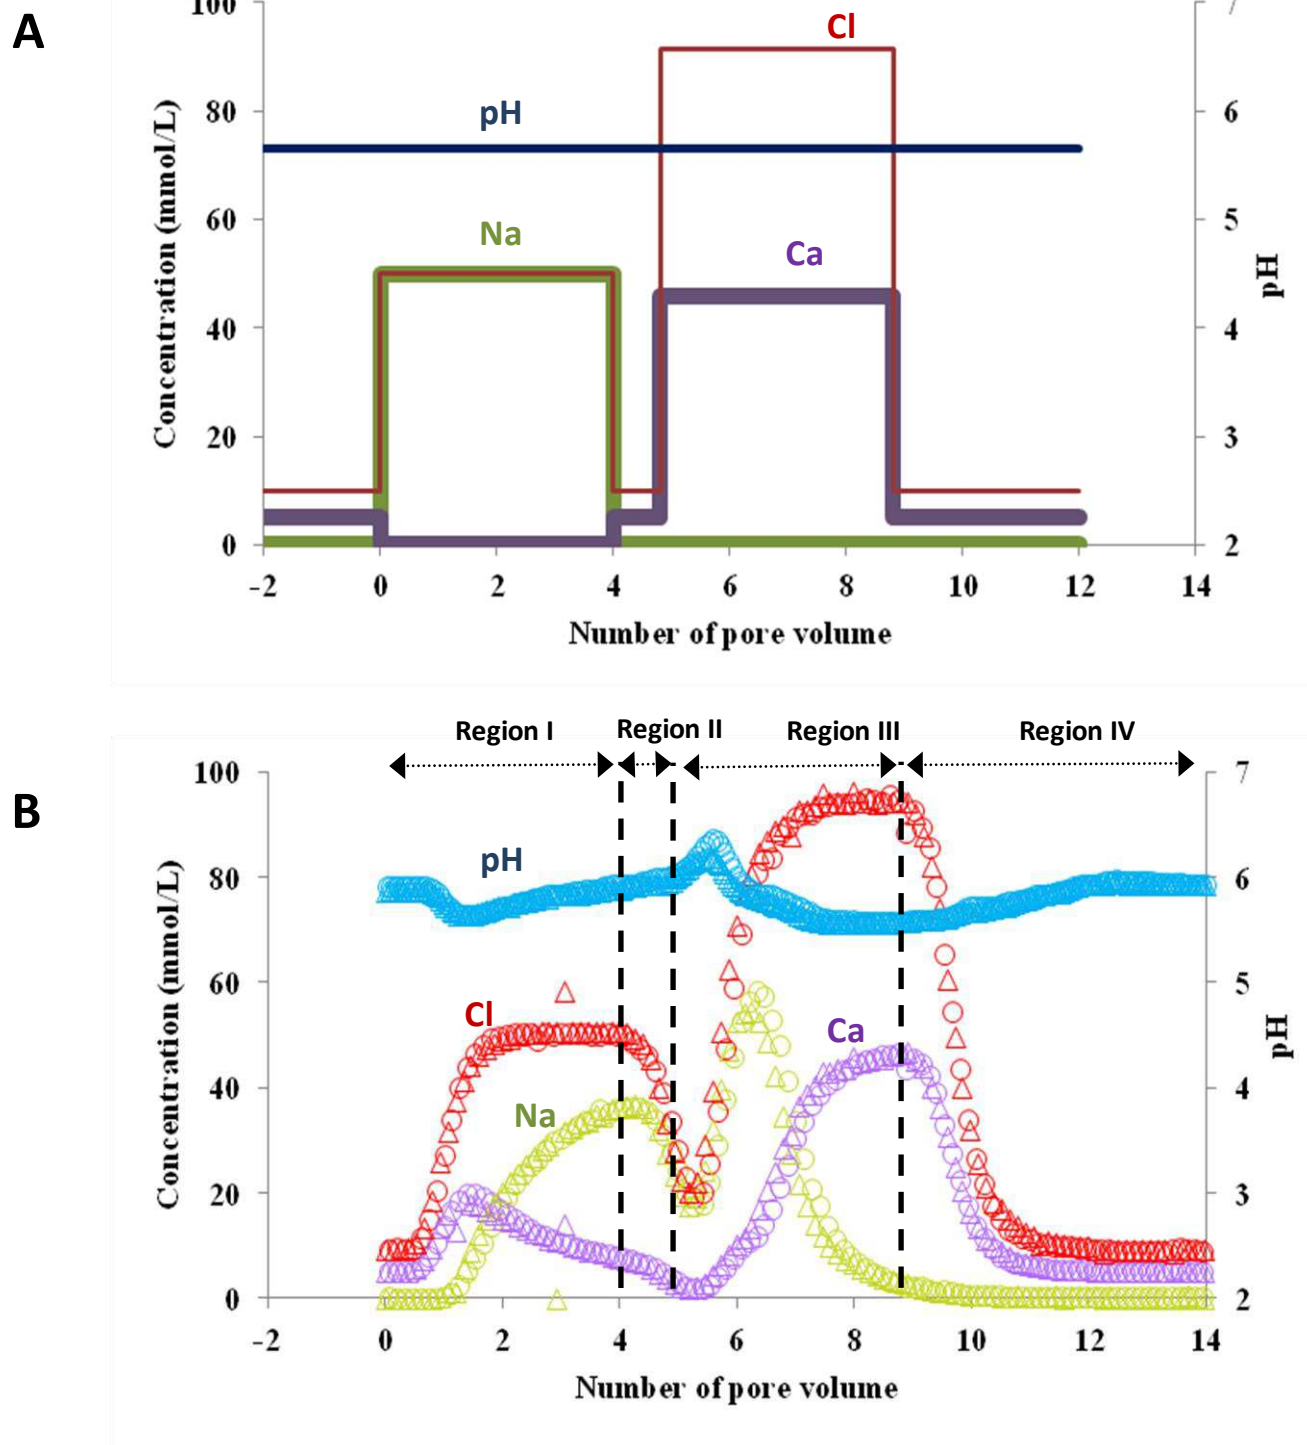 A
100
7
Cl
Concentration (mmol/L)
80
pH
6
60
Na
5
Ca
pH
40
4
20
3
0
2
-2 0 2 4 6 8 10 12 14
Number of pore volume
Region I Region II Region III Region IV
B
100
7
pH
Concentration (mmol/L)
80
6
60
5
Cl
Ca
pH
40
4
Na
20
3
0
2
-2 0 2 4 6 8 10 12 14
Number of pore volume